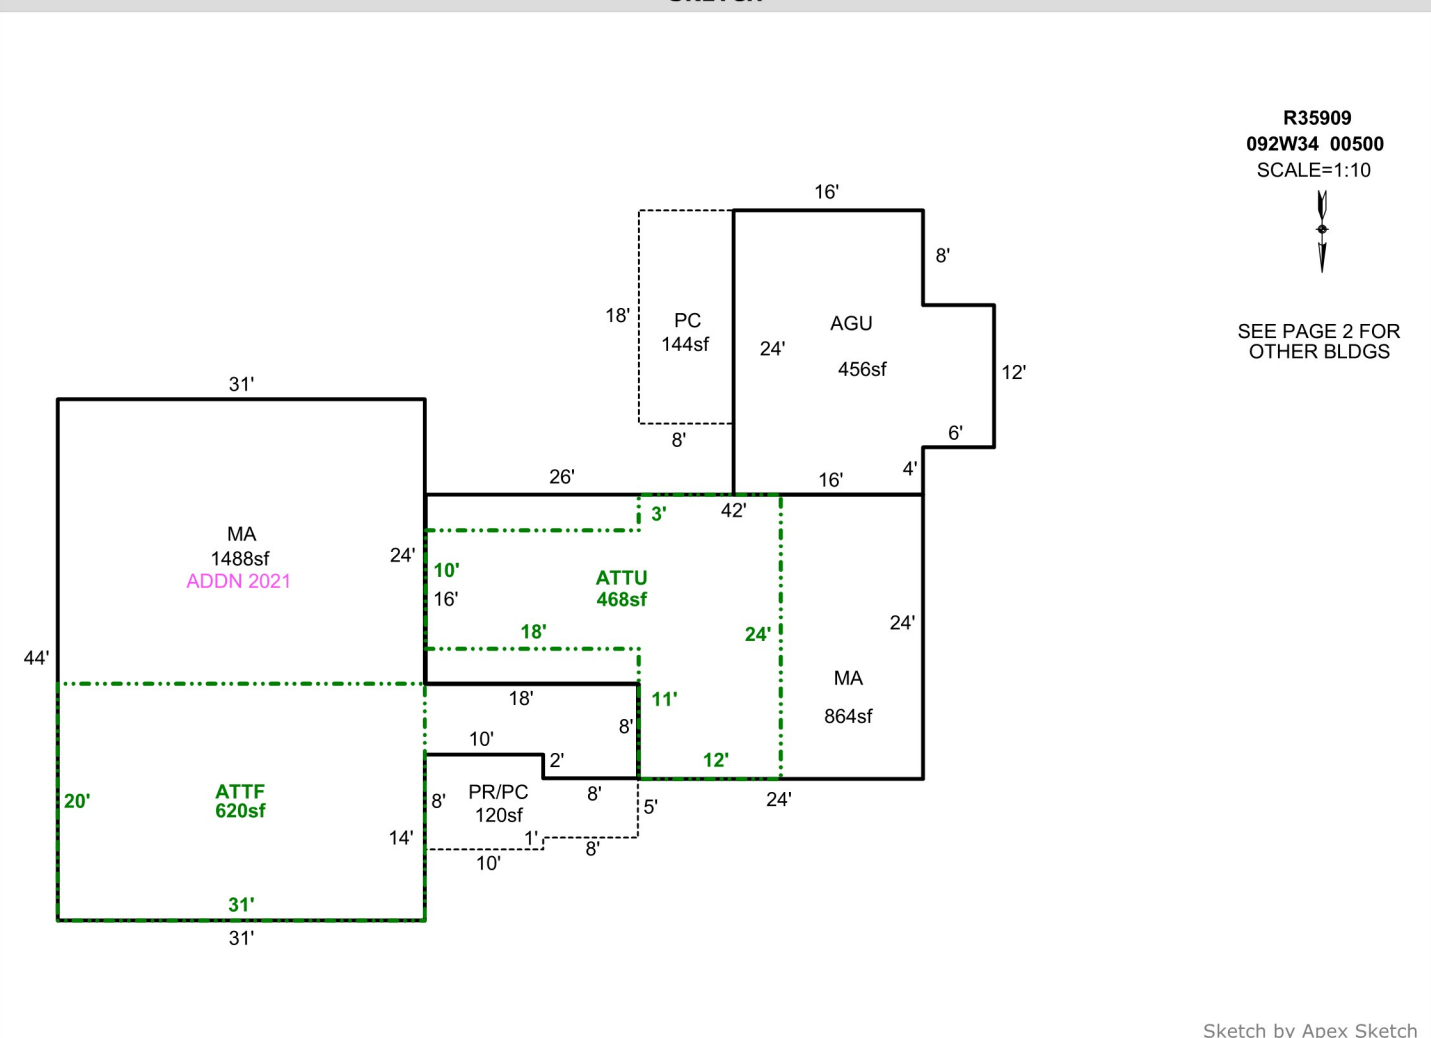 SKETCH
R35909
092W34 00500
SCALE=1:10
SEE PAGE 2 FOR
OTHER BLDGS
16'
8'
18'
PC
144sf
AGU
24'
456sf
12'
31'
8'
6'
26'
16'
4'
42'
3'
MA
1488sf
ADDN 2021
24'
10'
16'
ATTU
468sf
18'
24'
24'
44'
MA
864sf
18'
11'
8'
10'
2'
12'
ATTF
620sf
20'
8'
PR/PC
120sf
8'
5'
24'
14'
1'
8'
10'
31'
31'
Sketch by Apex Sketch